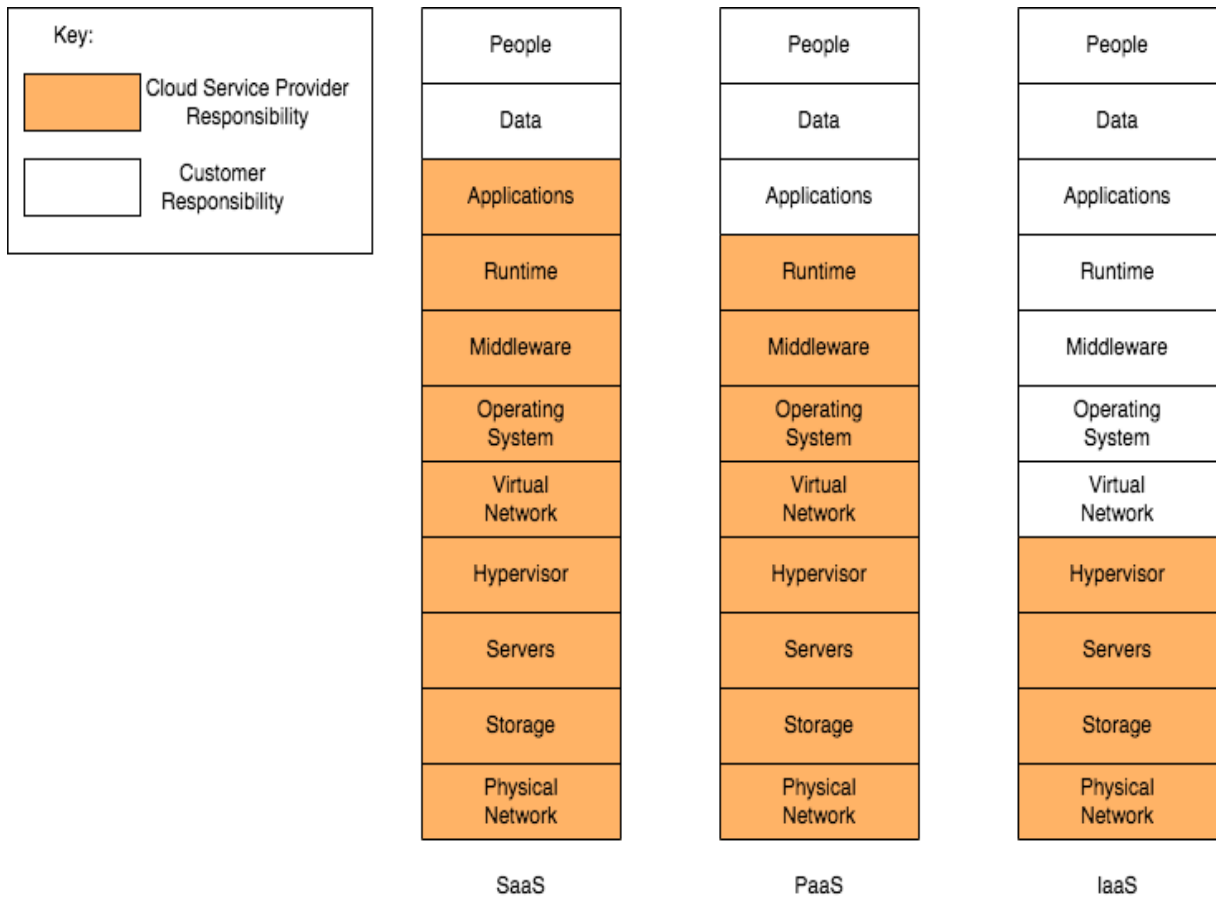 Key:
Cloud Service Provider
Responsibility
Customer
Responsibility
People
Data
Applications
Runtime
Middleware
Operating
System
Virtual
Network
Hypervisor
Servers
Storage
Physical
Network
SaaS
People
Data
Applications
Runtime
Middleware
Operating
System
Virtual
Network
Hypervisor
Servers
Storage
Physical
Network
PaaS
People
Data
Applications
Runtime
Middleware
Operating
System
Virtual
Network
Hypervisor
Servers
Storage
Physical
Network
IaaS